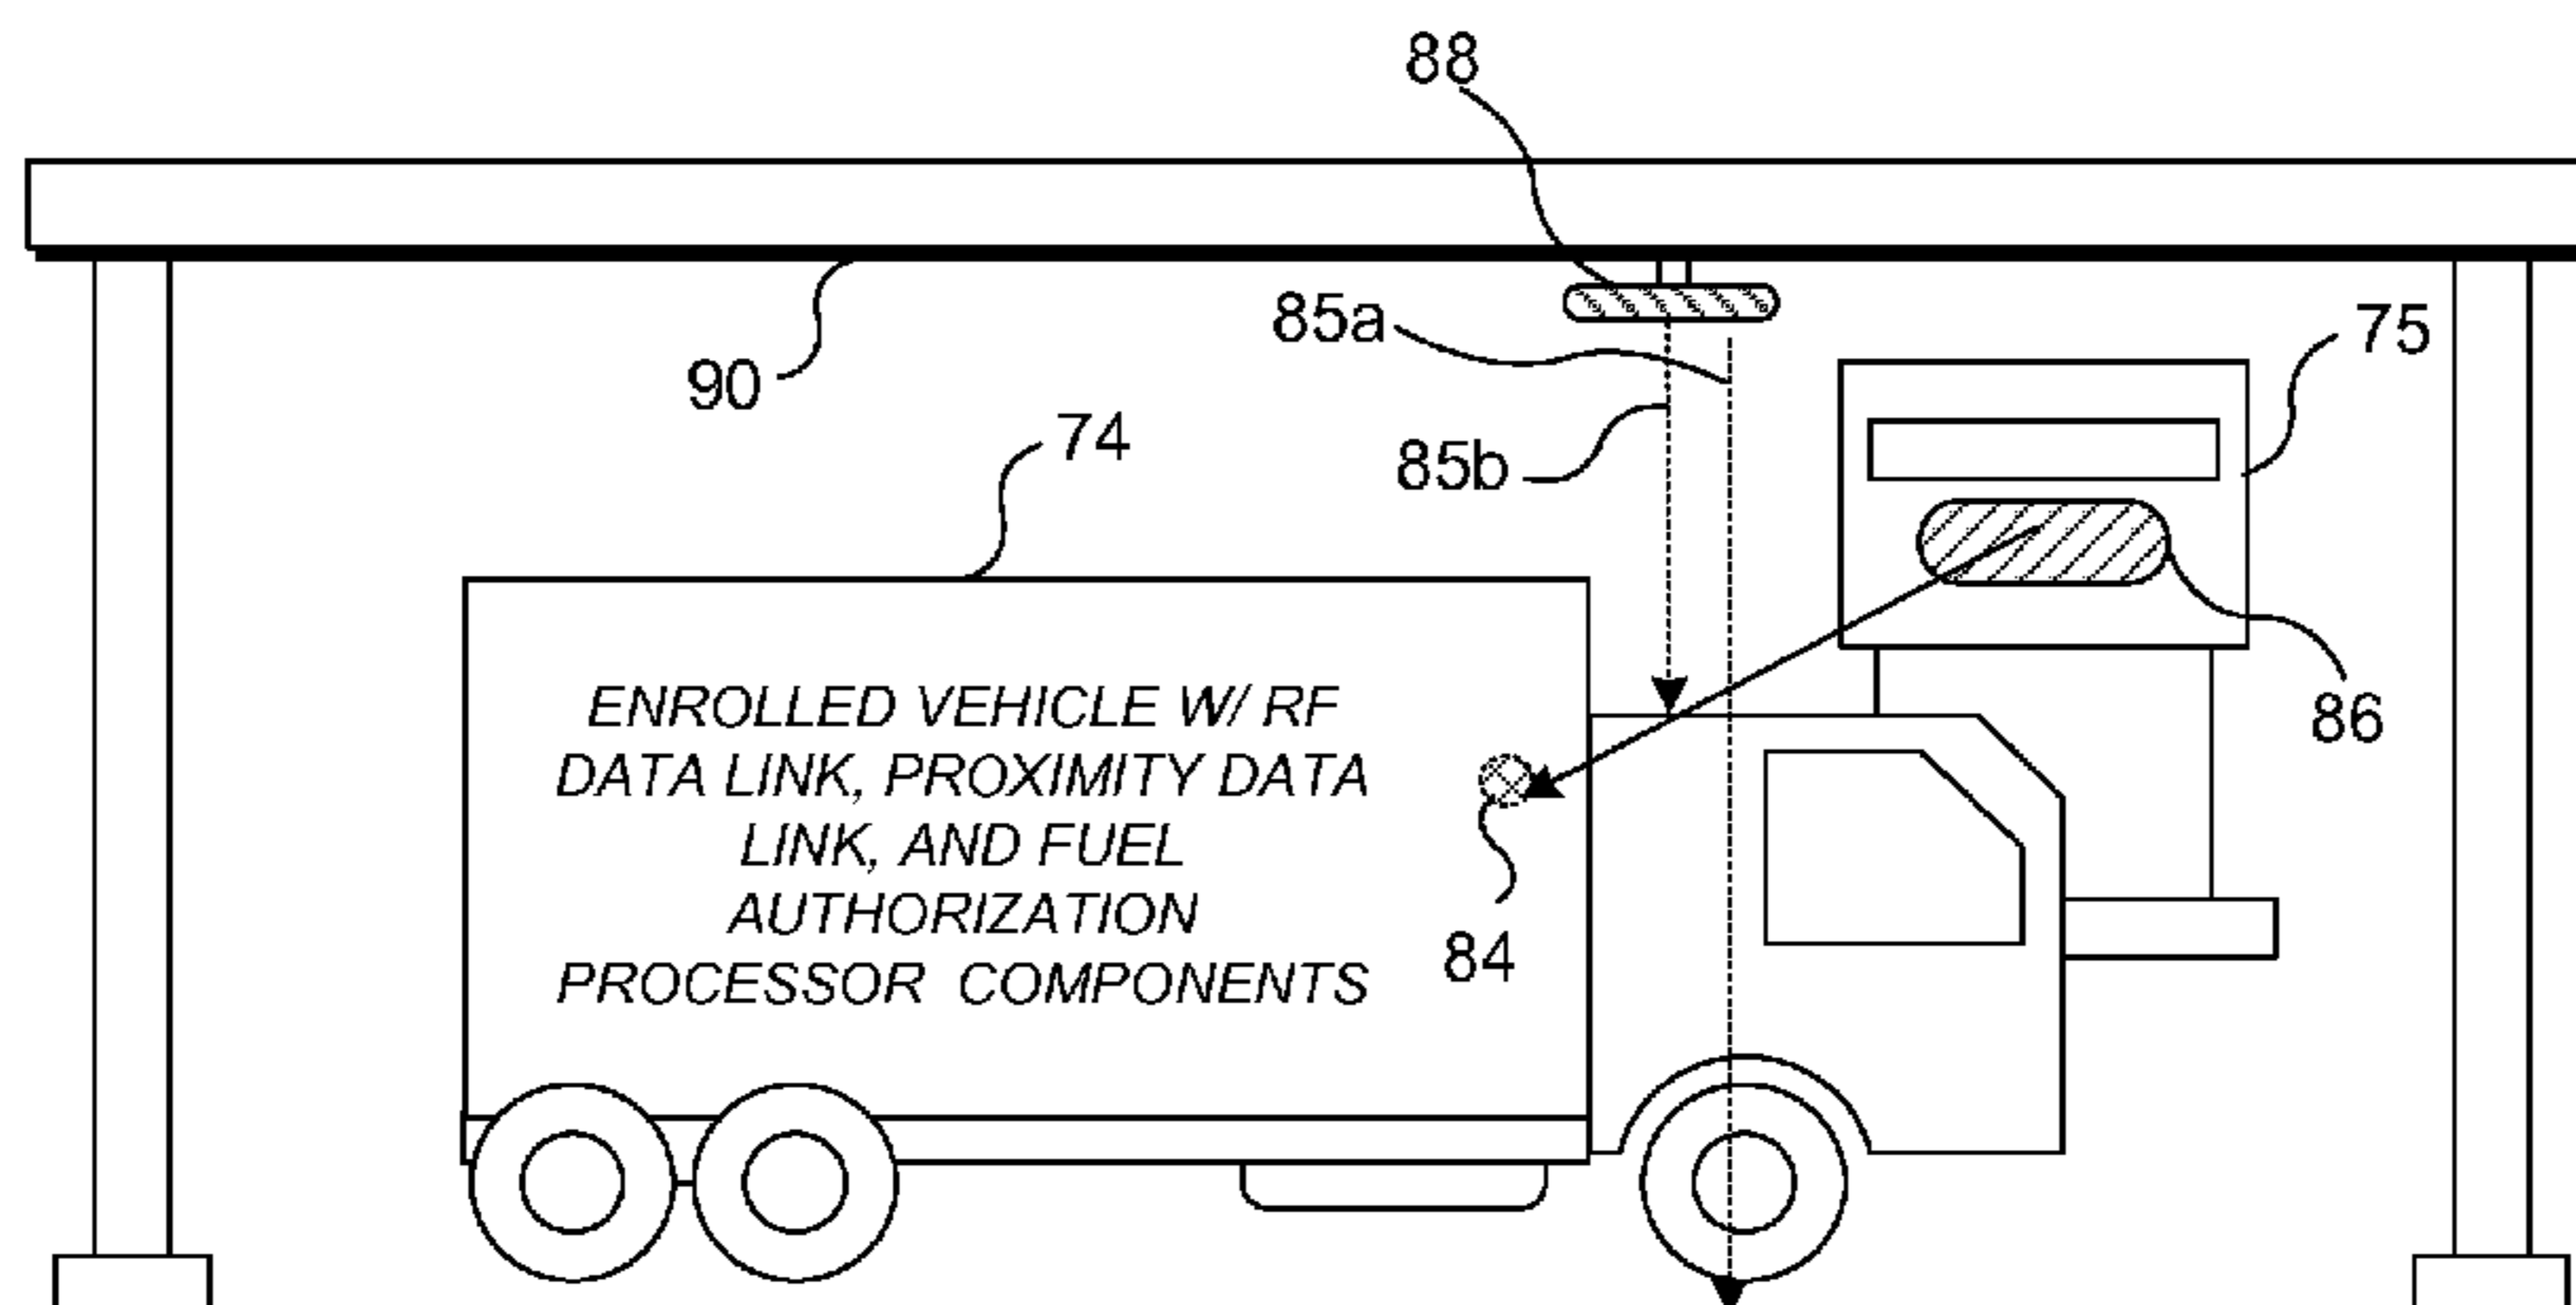 88
85a
75
90
74
85b
86
ENROLLED VEHICLE W/ RF
DATA LINK, PROXIMITY DATA
LINK, AND FUEL
AUTHORIZATION
PROCESSOR COMPONENTS
84